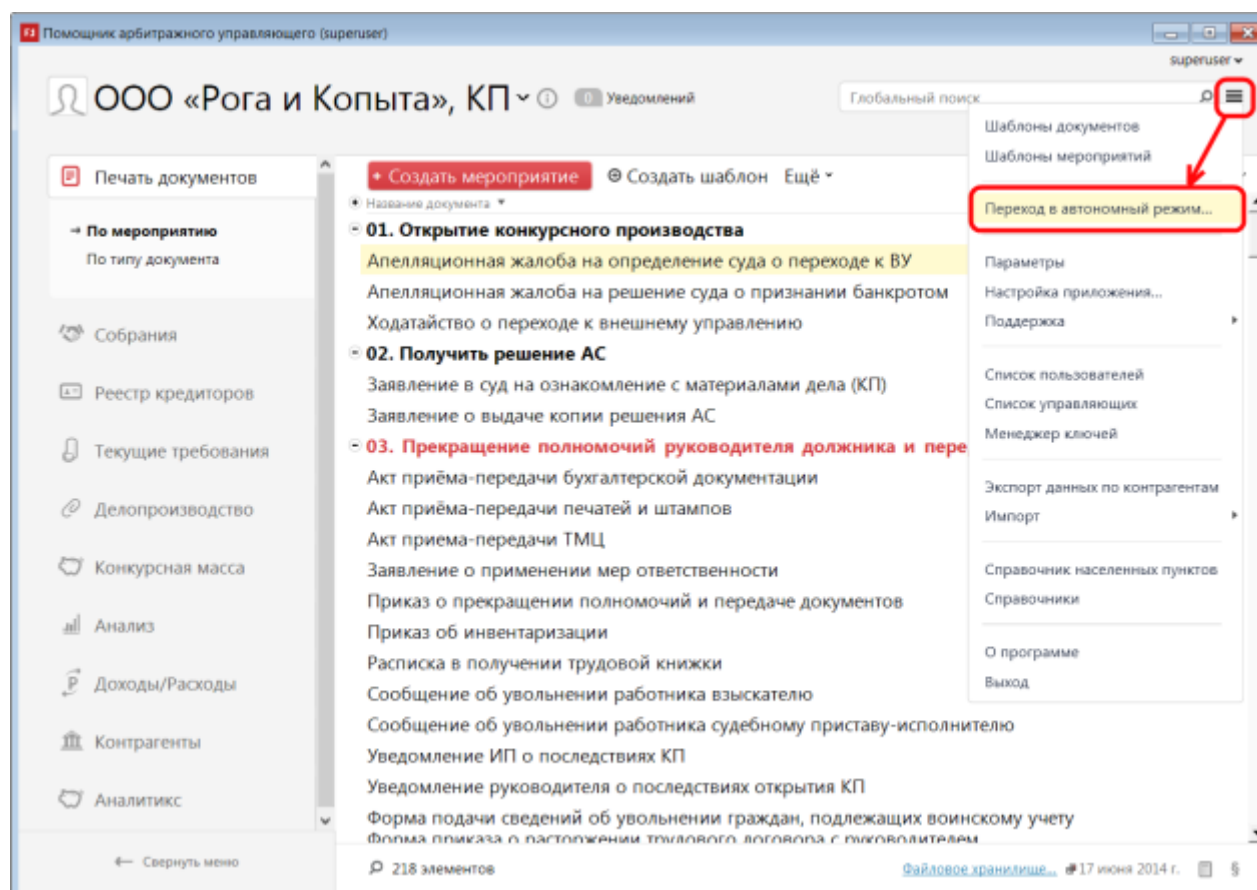 Помощник арбитражного управляющего (superuser)
superuser
ООО «Рога и Копыта», КП
0 Уведомлений
Глобальный поиск
Печать документов
По мероприятию
По типу документа
Собрания
Реестр кредиторов
Текущие требования
Делопроизводство
Конкурсная масса
Анализ
Доходы/Расходы
Контрагенты
Аналитикс
Свернуть меню
+ Создать мероприятие
Создать шаблон Ещё
Название документа
01. Открытие конкурсного производства
Апелляционная жалоба на определение суда о переходе к ВУ
Апелляционная жалоба на решение суда о признании банкротом
Ходатайство о переходе к внешнему управлению
02. Получить решение АС
Заявление в суд на ознакомление с материалами дела (КП)
Заявление о выдаче копии решения АС
03. Прекращение полномочий руководителя должника и пере
Акт приёма-передачи бухгалтерской документации
Акт приёма-передачи печатей и штампов
Акт приема-передачи ТМЦ
Заявление о применении мер ответственности
Приказ о прекращении полномочий и передаче документов
Приказ об инвентаризации
Расписка в получении трудовой книжки
Сообщение об увольнении работника взыскателю
Сообщение об увольнении работника судебному приставу-исполнителю
Уведомление ИП о последствиях КП
Уведомление руководителя о последствиях открытия КП
Форма подачи сведений об увольнении граждан, подлежащих воинскому учету
Форма приказа о расторжении трудового договора с руководителем
218 элементов
Файловое хранилище...
17 июня 2014 г.
§
Шаблоны документов
Шаблоны мероприятий
Переход в автономный режим...
Параметры
Настройка приложения...
Поддержка
Список пользователей
Список управляющих
Менеджер ключей
Экспорт данных по контрагентам
Импорт
Справочник населенных пунктов
Справочники
О программе
Выход